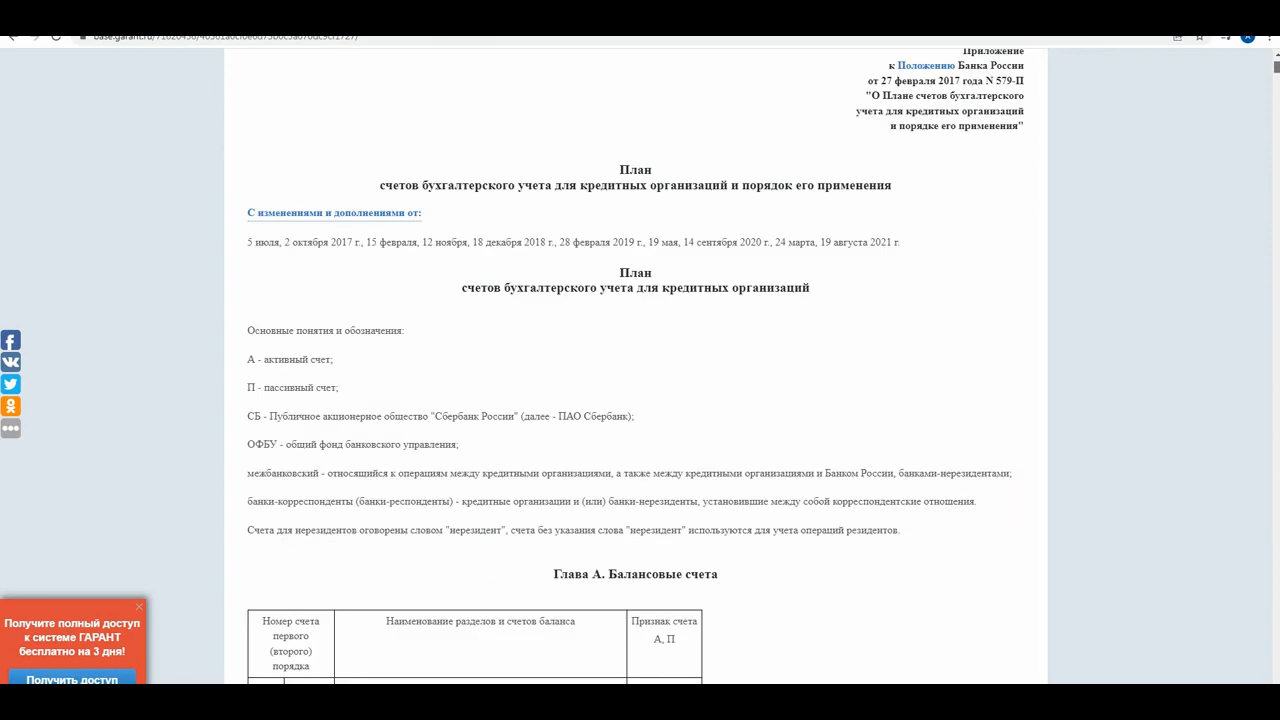 Приложение
к Положению Банка России
от 27 февраля 2017 года N 579-П
"О Плане счетов бухгалтерского
учета для кредитных организаций
и порядке его применения"
План
счетов бухгалтерского учета для кредитных организаций и порядок его применения
С изменениями и дополнениями от:
5 июля, 2 октября 2017 г., 15 февраля, 12 ноября, 18 декабря 2018 г., 28 февраля 2019 г., 19 мая, 14 сентября 2020 г., 24 марта, 19 августа 2021 г.
План
счетов бухгалтерского учета для кредитных организаций
Основные понятия и обозначения:
А - активный счет;
П - пассивный счет;
СБ - Публичное акционерное общество "Сбербанк России" (далее - ПАО Сбербанк);
ОФБУ - общий фонд банковского управления;
межбанковский - относящийся к операциям между кредитными организациями, а также между кредитными организациями и Банком России, банками-нерезидентами;
банки-корреспонденты (банки-респонденты) - кредитные организации и (или) банки-нерезиденты, установившие между собой корреспондентские отношения.
Счета для нерезидентов оговорены словом "нерезидент", счета без указания слова "нерезидент" используются для учета операций резидентов.
Глава А. Балансовые счета
Номер счета
первого
(второго)
порядка
Наименование разделов и счетов баланса
Признак счета
А, П
Получите полный доступ
к системе ГАРАНТ
бесплатно на 3 дня!
Получить доступ